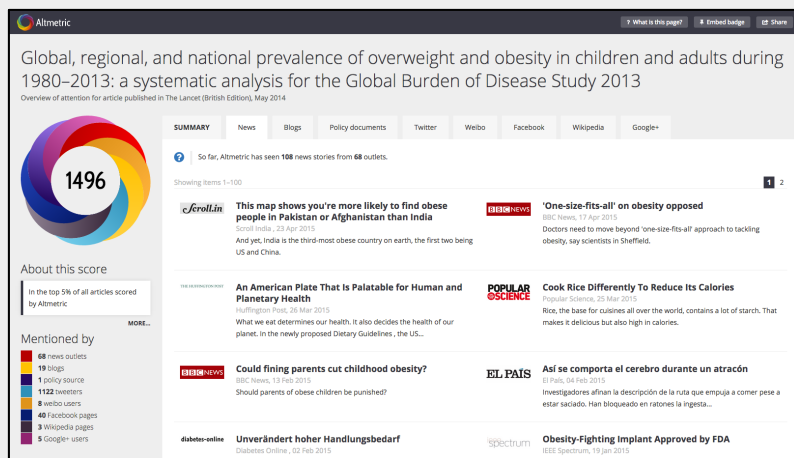 Altmetric
? What is this page?
Embed badge
Share
Global, regional, and national prevalence of overweight and obesity in children and adults during
1980–2013: a systematic analysis for the Global Burden of Disease Study 2013
Overview of attention for article published in The Lancet (British Edition), May 2014
1496
About this score
In the top 5% of all articles scored
by Altmetric
MORE...
Mentioned by
68 news outlets
19 blogs
1 policy source
1122 tweeters
8 weibo users
40 Facebook pages
3 Wikipedia pages
5 Google+ users
SUMMARY
News
Blogs
Policy documents
Twitter
Weibo
Facebook
Wikipedia
Google+
? So far, Altmetric has seen 108 news stories from 68 outlets.
Showing items 1–100
1 2
Scroll.in
This map shows you're more likely to find obese
people in Pakistan or Afghanistan than India
Scroll India , 23 Apr 2015
And yet, India is the third-most obese country on earth, the first two being
US and China.
BBC NEWS
'One-size-fits-all' on obesity opposed
BBC News, 17 Apr 2015
Doctors need to move beyond 'one-size-fits-all' approach to tackling
obesity, say scientists in Sheffield.
THE HUFFINGTON POST
An American Plate That Is Palatable for Human and
Planetary Health
Huffington Post, 26 Mar 2015
What we eat determines our health. It also decides the health of our
planet. In the newly proposed Dietary Guidelines , the US...
POPULAR
SCIENCE
Cook Rice Differently To Reduce Its Calories
Popular Science, 25 Mar 2015
Rice, the base for cuisines all over the world, contains a lot of starch. That
makes it delicious but also high in calories.
BBC NEWS
Could fining parents cut childhood obesity?
BBC News, 13 Feb 2015
Should parents of obese children be punished?
EL PAÍS
Así se comporta el cerebro durante un atracón
El País, 04 Feb 2015
Investigadores afinan la descripción de la ruta que empuja a comer pese a
estar saciado. Han bloqueado en ratones la ingesta...
diabetes-online
Unverändert hoher Handlungsbedarf
Diabetes Online , 02 Feb 2015
spectrum
Obesity-Fighting Implant Approved by FDA
IEEE Spectrum, 19 Jan 2015